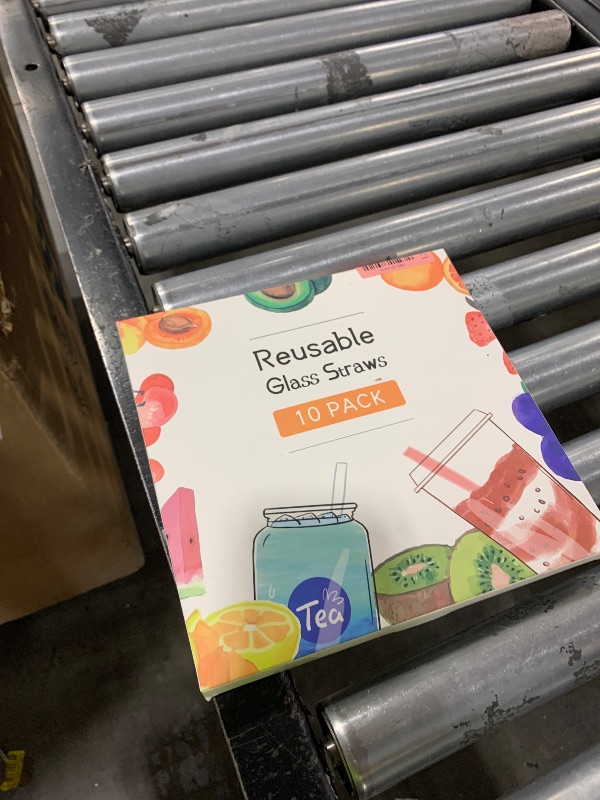 Reusable
Glass Straws
10 PACK
Tea